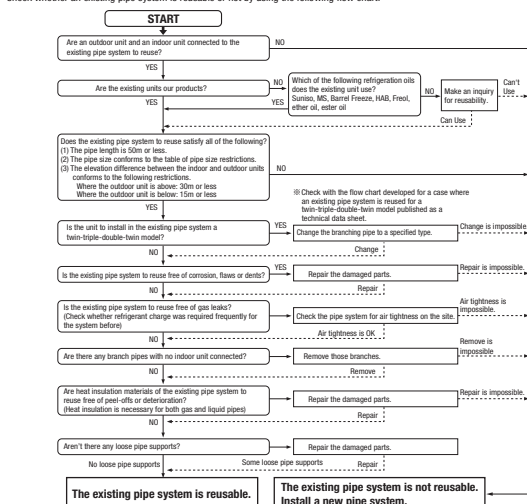 START
Are an outdoor unit and an indoor unit connected to the
existing pipe system to reuse?
NO
YES
Are the existing units our products?
NO
YES
YES
Which of the following refrigeration oils
does the existing unit use?
Suniso, MS, Barrel Freeze, HAB, Freol,
ether oil, ester oil
NO
Make an inquiry
for reusability.
Can't
Use
Can Use
Does the existing pipe system to reuse satisfy all of the following?
(1) The pipe length is 50m or less.
(2) The pipe size conforms to the table of pipe size restrictions.
(3) The elevation difference between the indoor and outdoor units
conforms to the following restrictions.
Where the outdoor unit is above: 30m or less
Where the outdoor unit is below: 15m or less
NO
YES
※Check with the flow chart developed for a case where
an existing pipe system is reused for a
twin-triple-double-twin model published as a
technical data sheet.
Is the unit to install in the existing pipe system a
twin-triple-double-twin model?
YES
Change the branching pipe to a specified type.
Change is impossible
Change
NO
Is the existing pipe system to reuse free of corrosion, flaws or dents?
YES
Repair the damaged parts.
Repair is impossible.
Repair
NO
Is the existing pipe system to reuse free of gas leaks?
(Check whether refrigerant charge was required frequently for
the system before)
Check the pipe system for air tightness on the site.
Air tightness is
impossible.
Air tightness is OK
NO
Are there any branch pipes with no indoor unit connected?
Remove those branches.
Remove is
impossible
Remove
NO
Are heat insulation materials of the existing pipe system to
reuse free of peel-offs or deterioration?
(Heat insulation is necessary for both gas and liquid pipes)
Repair the damaged parts.
Repair is impossible.
Repair
NO
Aren't there any loose pipe supports?
Repair the damaged parts.
No loose pipe supports
Some loose pipe supports
Repair
The existing pipe system is reusable.
The existing pipe system is not reusable.
Install a new pipe system.